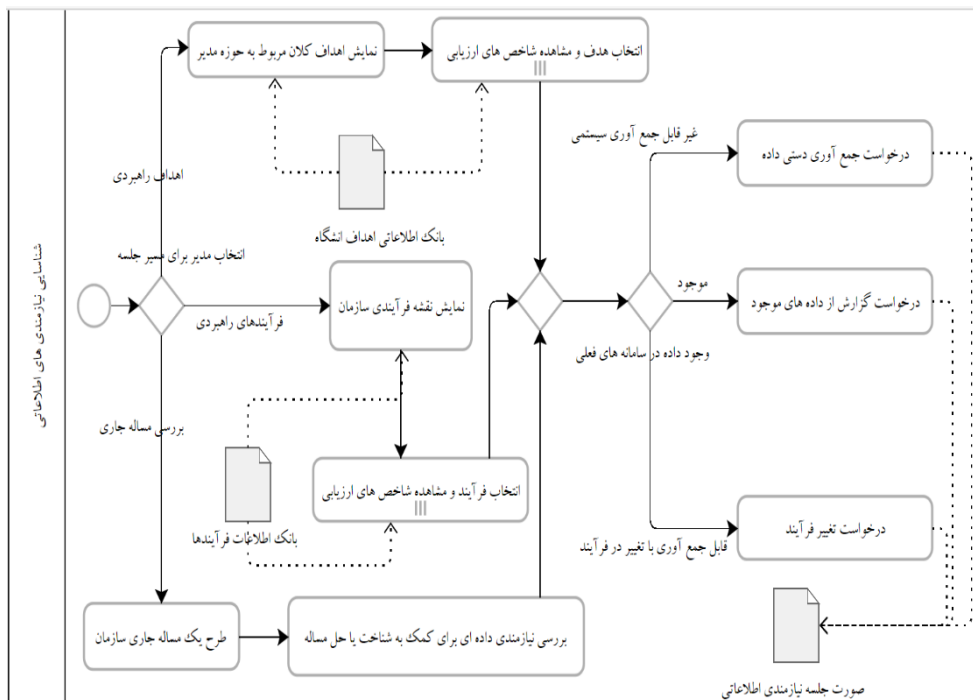 شناسایی نیازمندی های اطلاعاتی
نمایش اهداف کلان مربوط به حوزه مدیر
انتخاب هدف و مشاهده شاخص های ارزیابی
اهداف راهبردی
بانک اطلاعاتی اهداف انشگاه
انتخاب مدیر برای مسیر جلسه
فرآیندهای راهبردی
نمایش نقشه فرآیندی سازمان
بررسی مساله جاری
انتخاب فرآیند و مشاهده شاخص های ارزیابی
بانک اطلاعات فرآیندها
طرح یک مساله جاری سازمان
بررسی نیازمندی داده ای برای کمک به شناخت یا حل مساله
غیر قابل جمع آوری سیستمی
درخواست جمع آوری دستی داده
موجود
درخواست گزارش از داده های موجود
وجود داده در سامانه های فعلی
قابل جمع آوری با تغییر در فرآیند
درخواست تغییر فرآیند
صورت جلسه نیازمندی اطلاعاتی